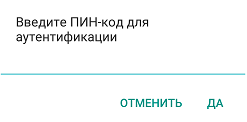 Введите ПИН-код для
аутентификации
ОТМЕНИТЬ ДА